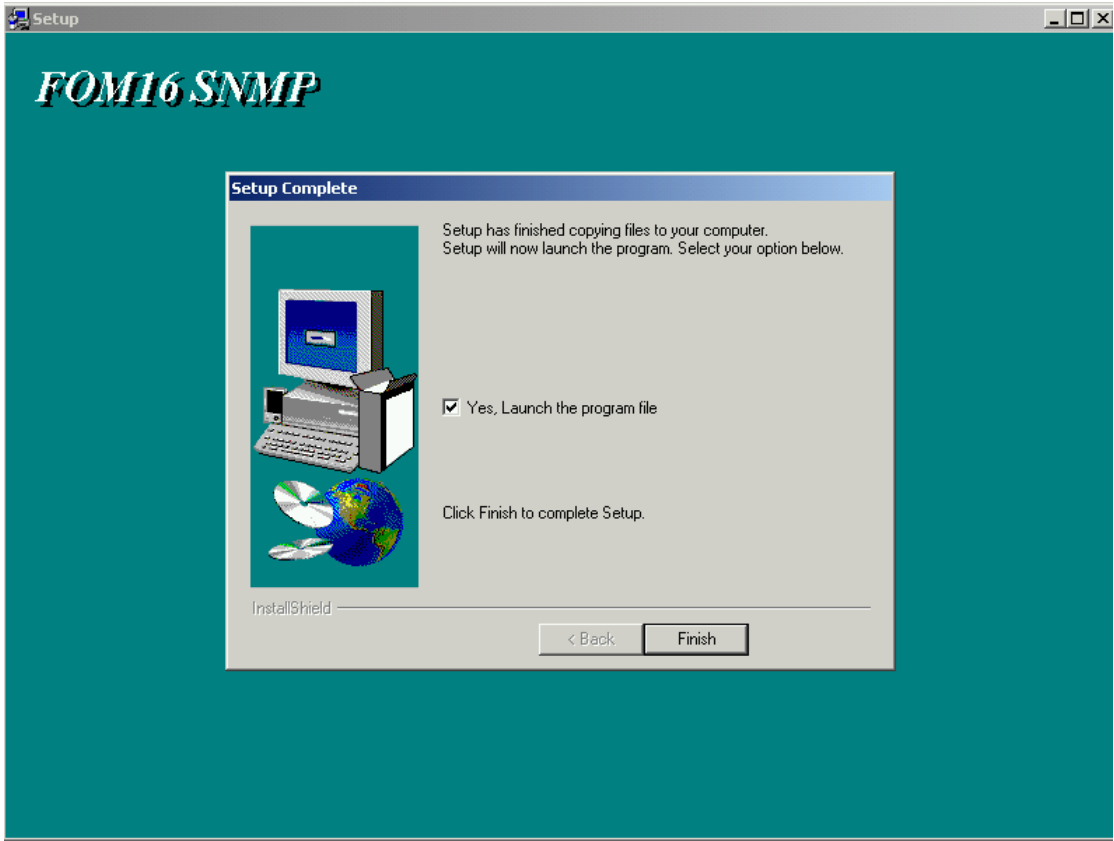 Setup
FOM16 SNMP
Setup Complete
Setup has finished copying files to your computer.
Setup will now launch the program. Select your option below.
Yes, Launch the program file
Click Finish to complete Setup.
InstallShield
< Back
Finish